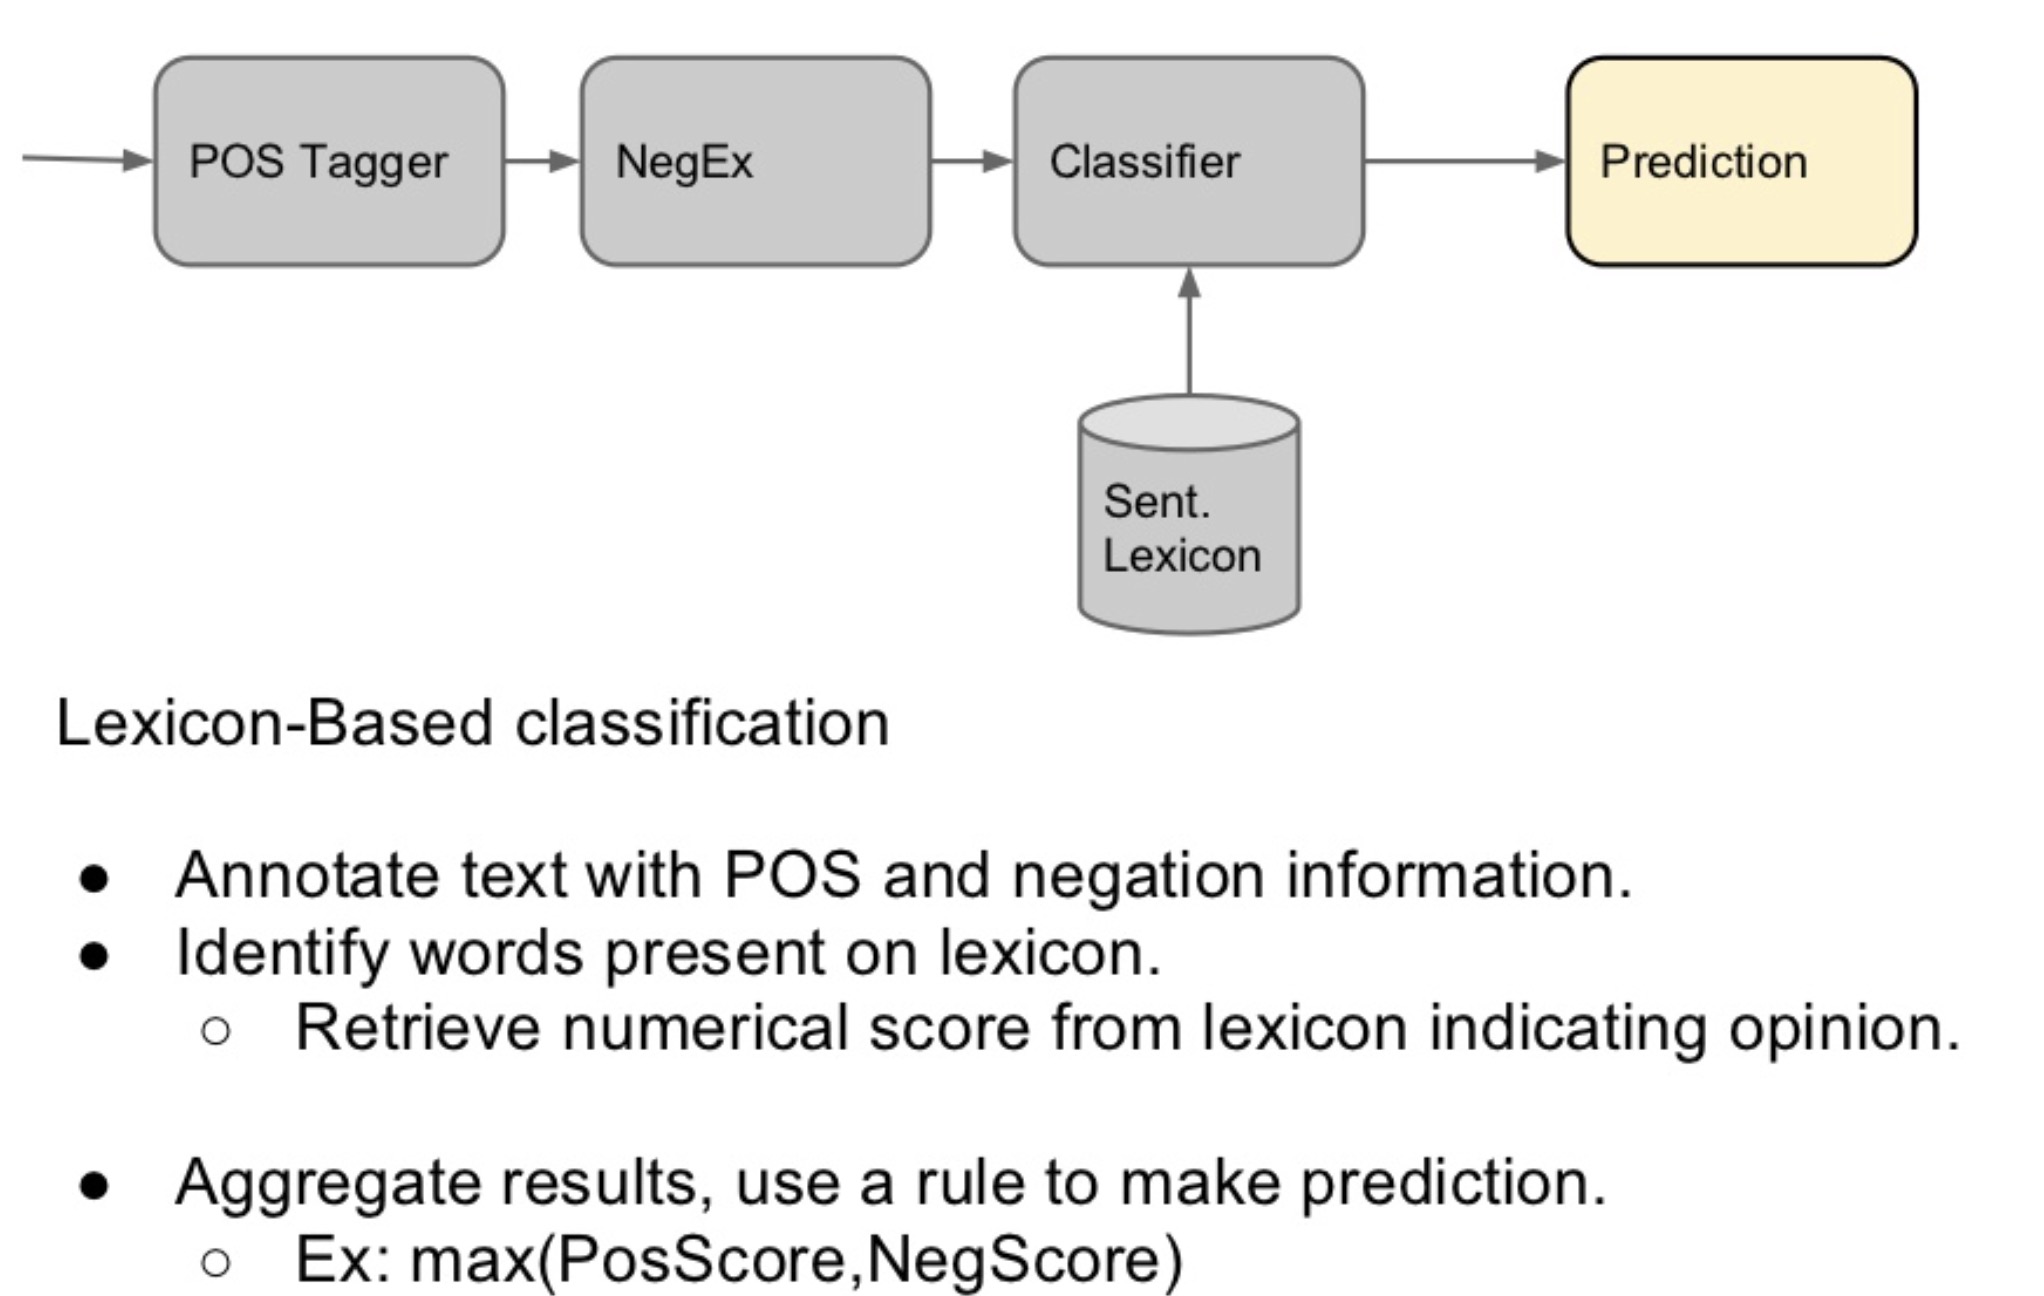 POS Tagger
NegEx
Classifier
Prediction
Sent.
Lexicon
Lexicon-Based classification
● Annotate text with POS and negation information.
● Identify words present on lexicon.
○ Retrieve numerical score from lexicon indicating opinion.
● Aggregate results, use a rule to make prediction.
○ Ex: max(PosScore,NegScore)